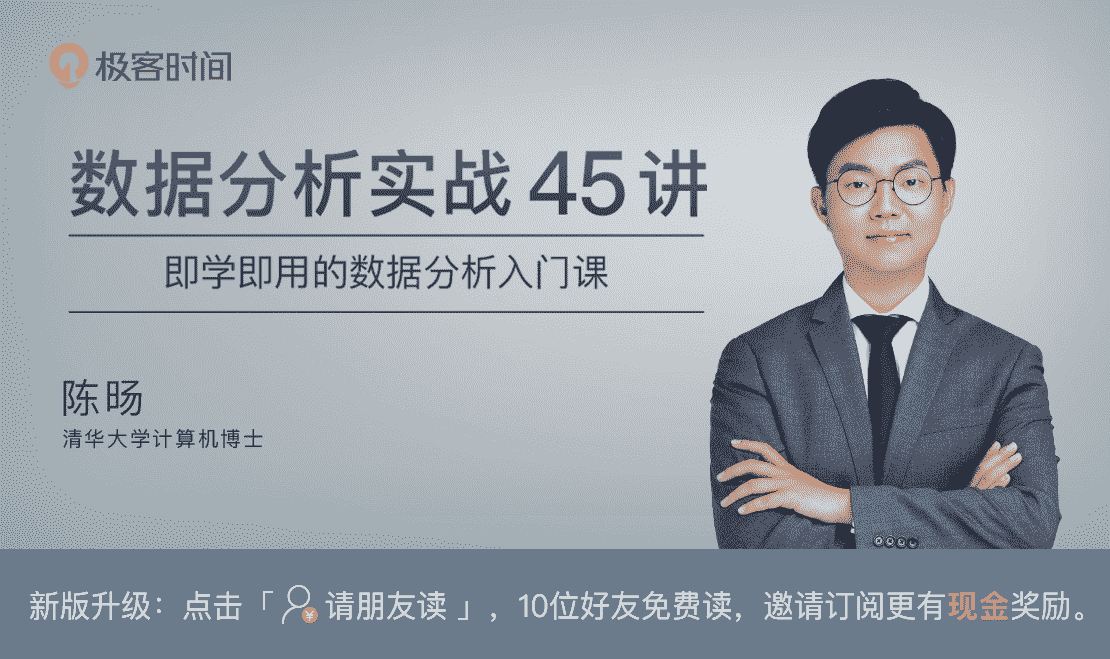 极客时间
数据分析实战 45 讲
即学即用的数据分析入门课
陈旸
清华大学计算机博士
新版升级：点击「 请朋友读 」，10位好友免费读，邀请订阅更有现金奖励。